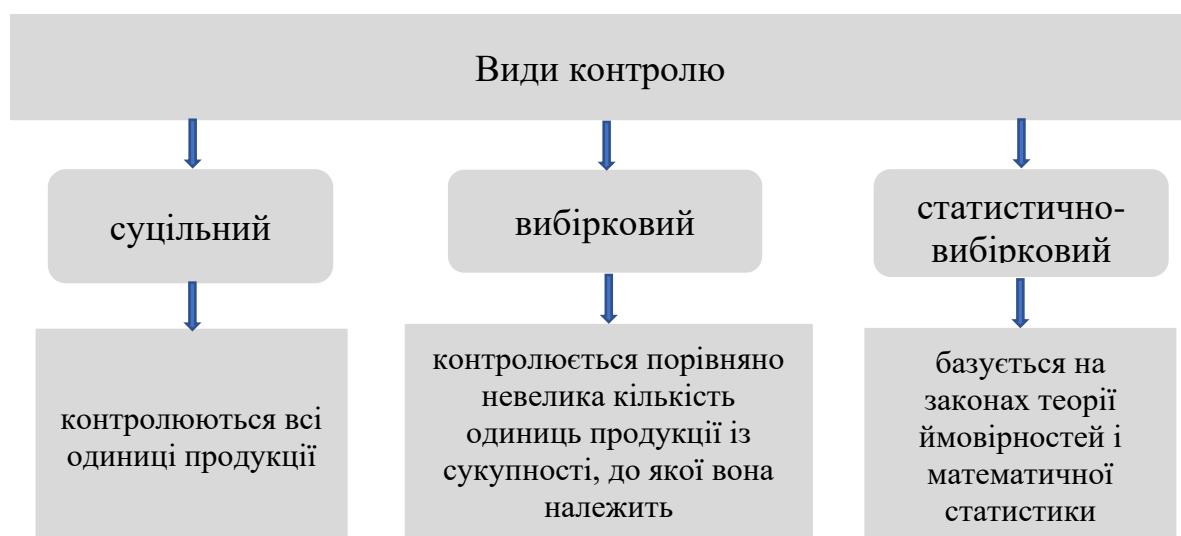 Види контролю
суцільний
вибірковий
статистично-
вибірковий
контролюються всі
одиниці продукції
контролюється порівняно
невелика кількість
одиниць продукції із
сукупності, до якої вона
належить
базується на
законах теорії
ймовірностей і
математичної
статистики